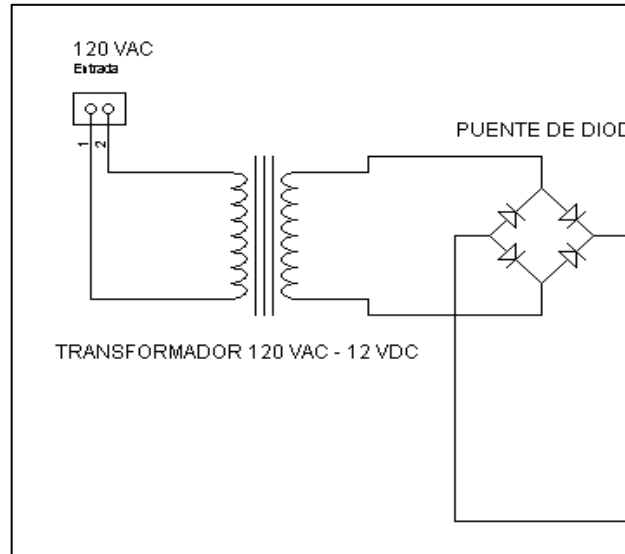 120 VAC
Entrada
1
2
PUENTE DE DIOD
TRANSFORMADOR 120 VAC - 12 VDC